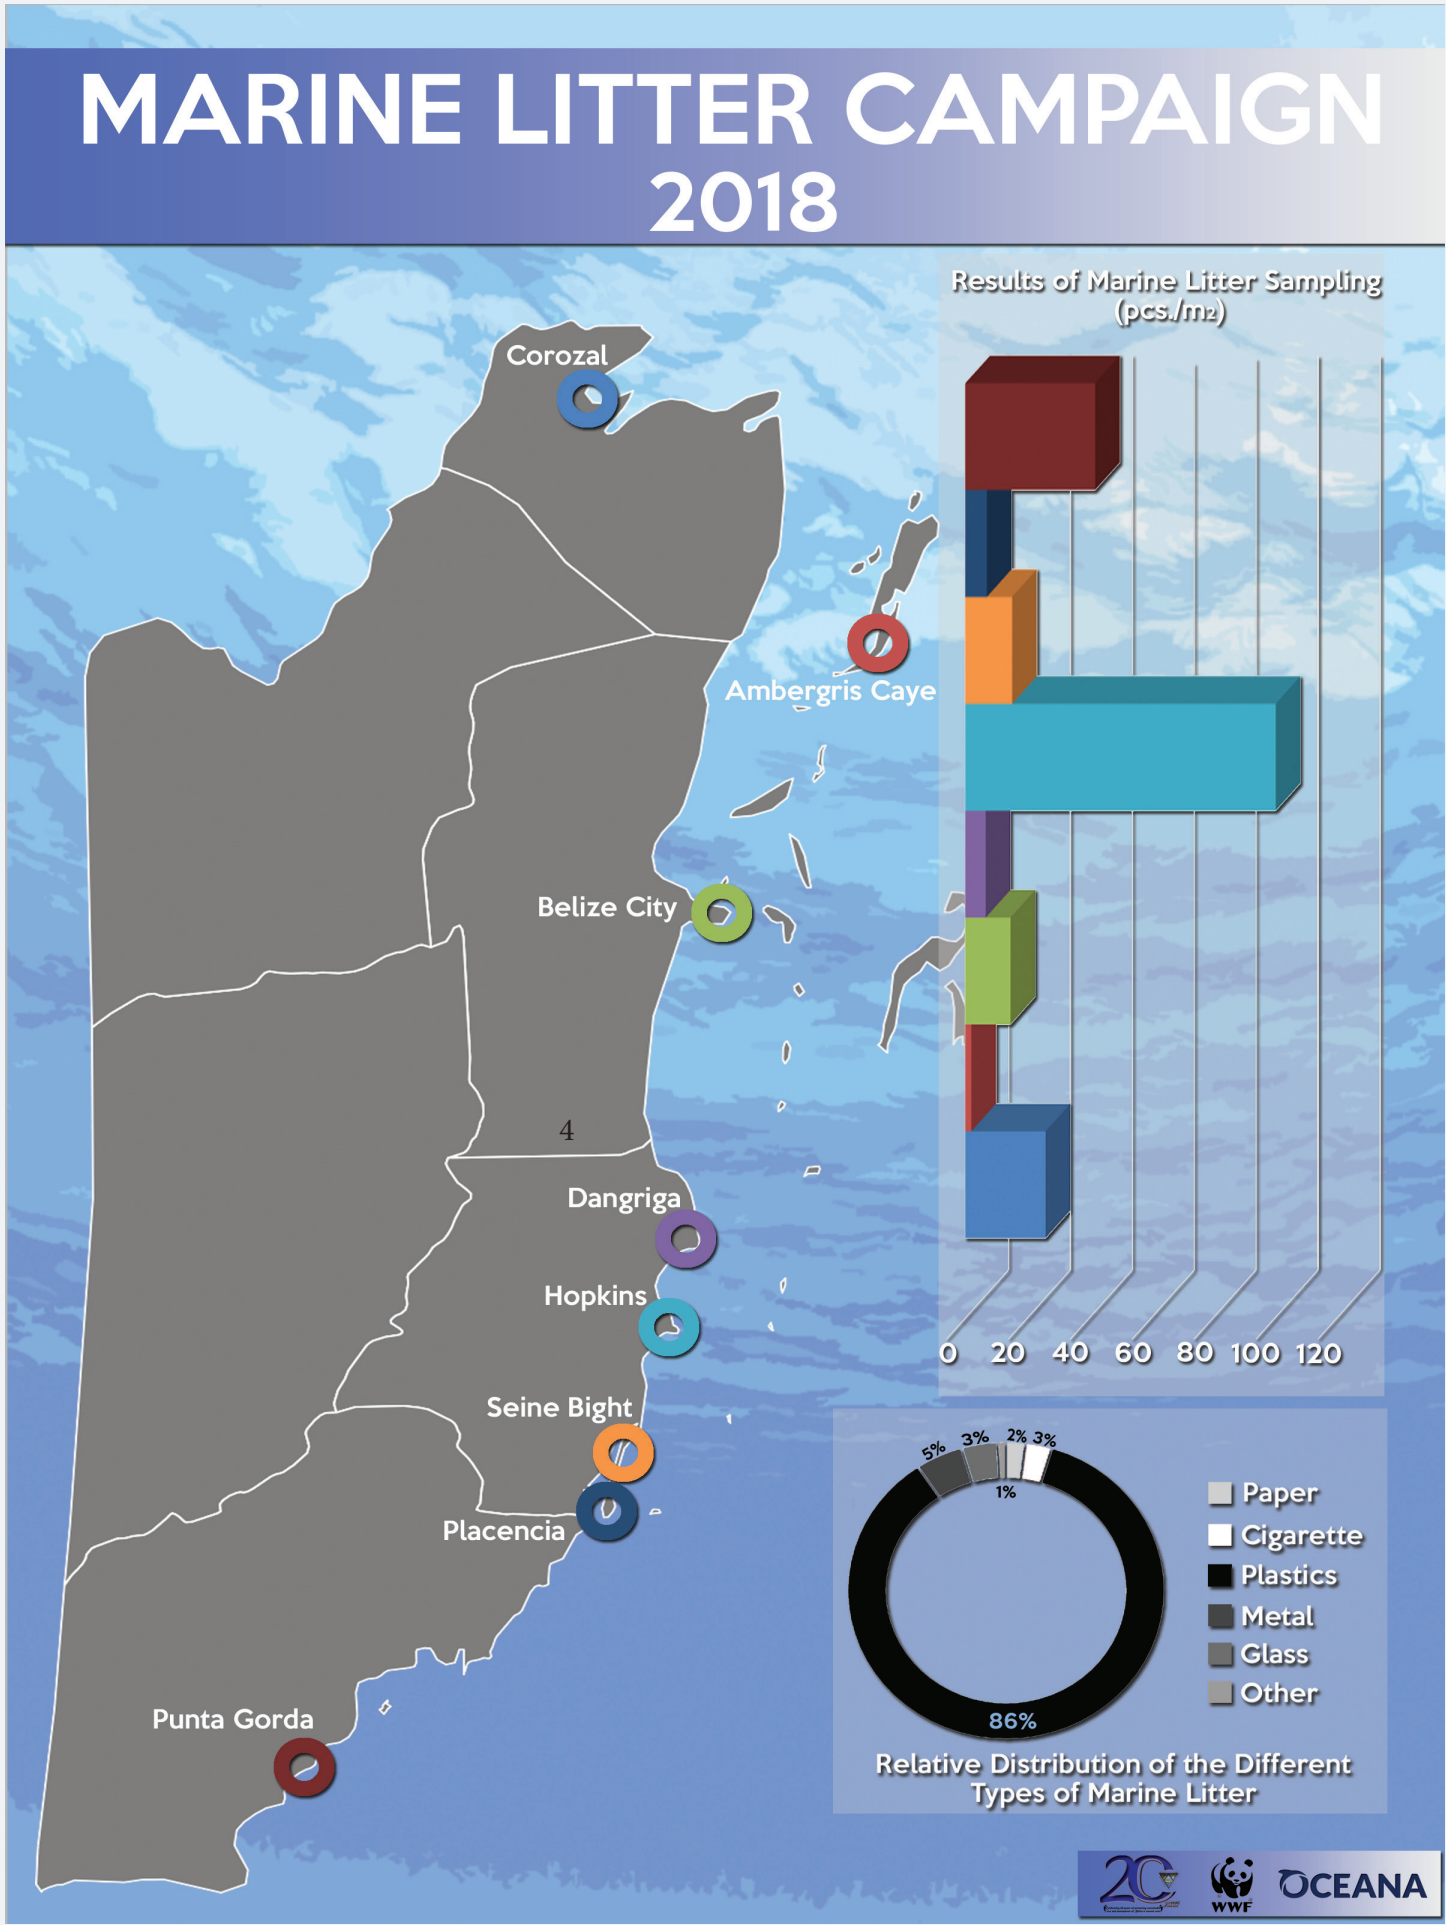 MARINE LITTER CAMPAIGN
2018
Results of Marine Litter Sampling
(pcs./m2)
Corozal
Ambergris Caye
Belize City
4
Dangriga
Hopkins
Seine Bight
Placencia
Punta Gorda
0 20 40 60 80 100 120
5% 3% 2% 3%
1%
86%
Paper
Cigarette
Plastics
Metal
Glass
Other
Relative Distribution of the Different
Types of Marine Litter
20
WWF
OCEANA